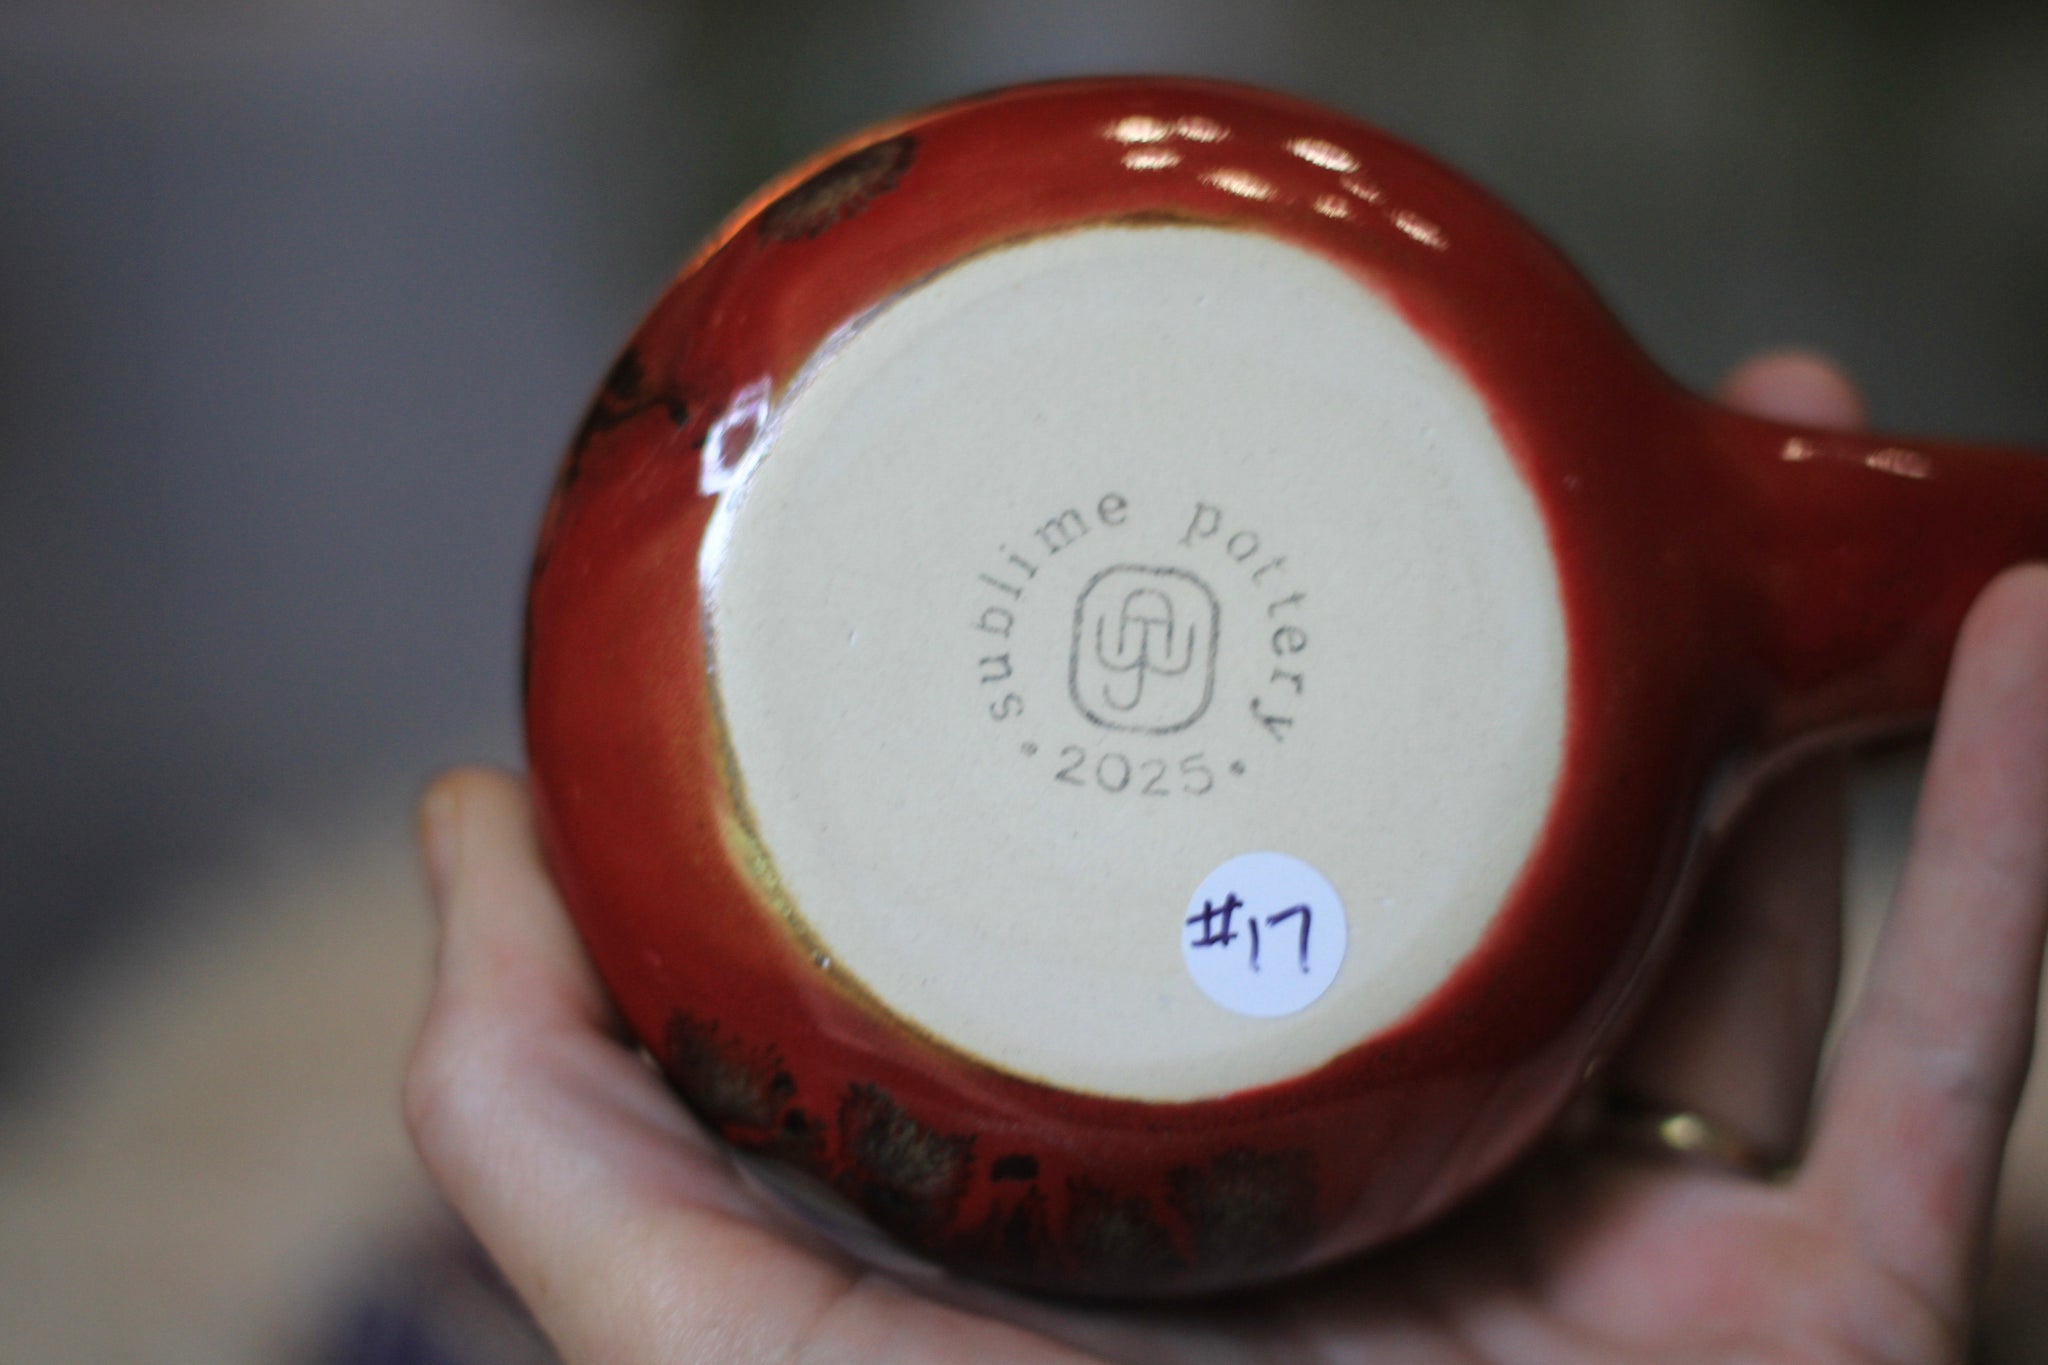 sublime pottery
• 2025 •
#17